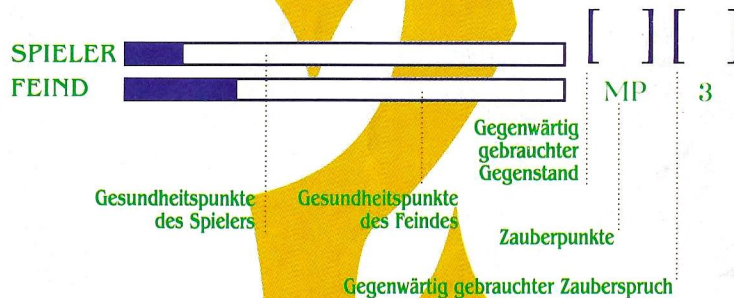 SPIELER
FEIND
[ ] [ ]
MP 3
Gegenwärtig
gebrauchter
Gegenstand
Gesundheitspunkte
des Spielers
Gesundheitspunkte
des Feindes
Zauberpunkte
Gegenwärtig gebrauchter Zauberspruch